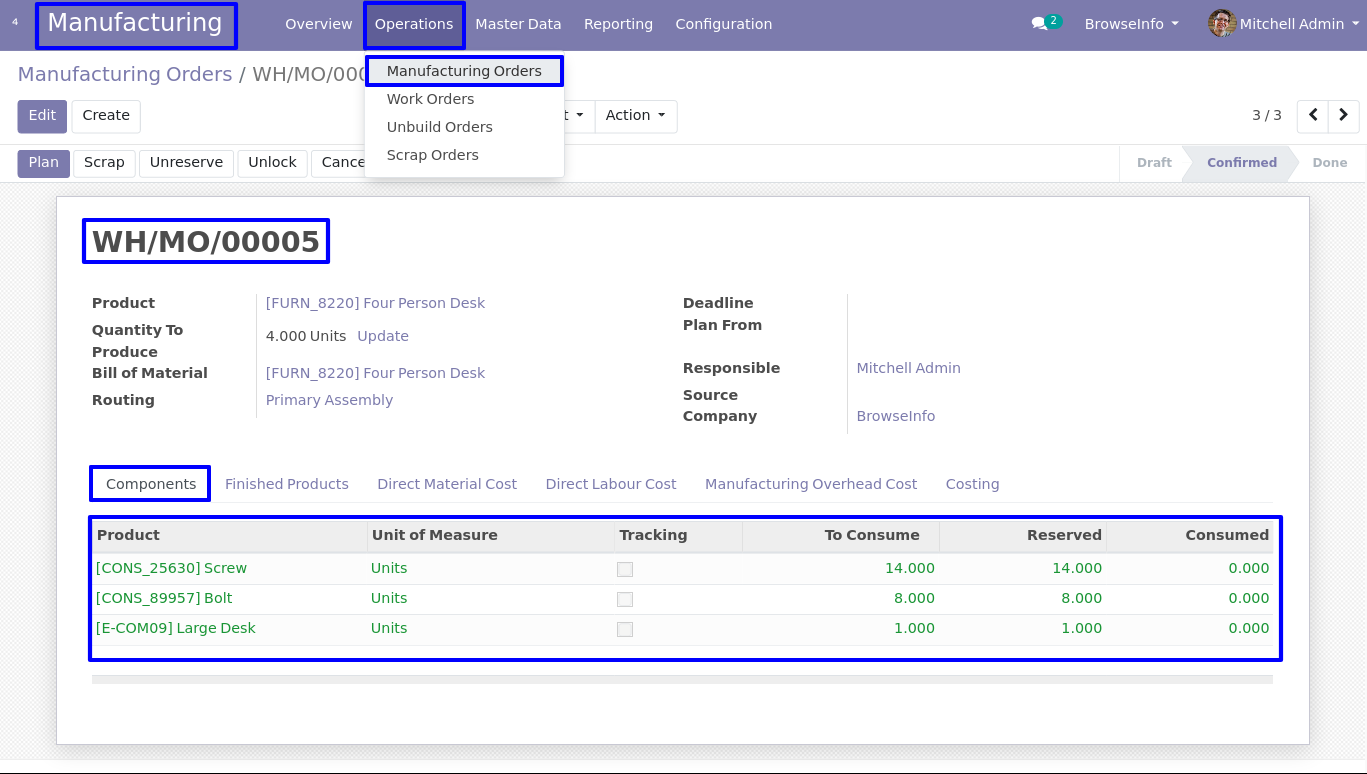 4 Manufacturing Overview Operations Master Data Reporting Configuration 2 BrowseInfo Mitchell Admin
Manufacturing Orders / WH/MO/000
Manufacturing Orders
Work Orders
Unbuild Orders
Scrap Orders
Edit Create t Action 3 / 3
Plan Scrap Unreserve Unlock Cance Draft Confirmed Done
WH/MO/00005
Product [FURN_8220] Four Person Desk
Quantity To Produce 4.000 Units Update
Bill of Material [FURN_8220] Four Person Desk
Routing Primary Assembly
Deadline
Plan From
Responsible Mitchell Admin
Source
Company BrowseInfo
Components Finished Products Direct Material Cost Direct Labour Cost Manufacturing Overhead Cost Costing
Product Unit of Measure Tracking To Consume Reserved Consumed
[CONS_25630] Screw Units 14.000 14.000 0.000
[CONS_89957] Bolt Units 8.000 8.000 0.000
[E-COM09] Large Desk Units 1.000 1.000 0.000